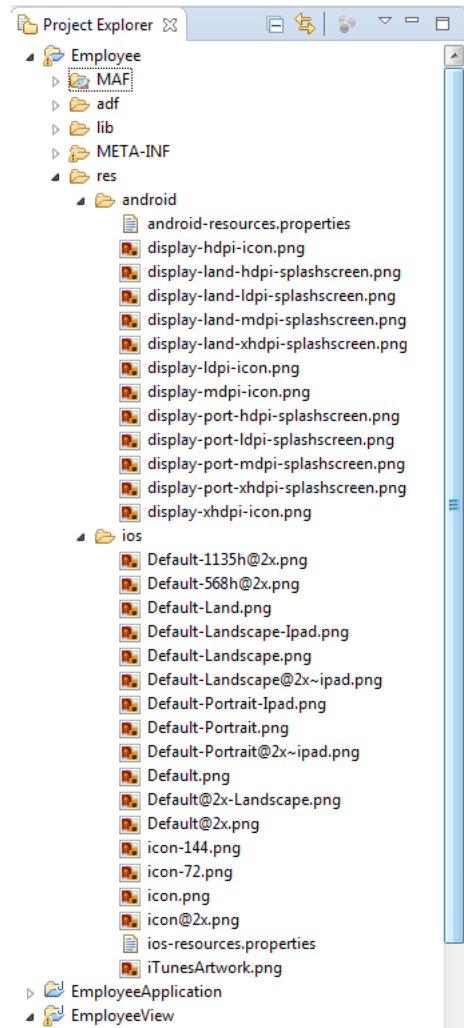 Project Explorer
Employee
MAF
adf
lib
META-INF
res
android
android-resources.properties
display-hdpi-icon.png
display-land-hdpi-splashscreen.png
display-land-ldpi-splashscreen.png
display-land-mdpi-splashscreen.png
display-land-xhdpi-splashscreen.png
display-ldpi-icon.png
display-mdpi-icon.png
display-port-hdpi-splashscreen.png
display-port-ldpi-splashscreen.png
display-port-mdpi-splashscreen.png
display-port-xhdpi-splashscreen.png
display-xhdpi-icon.png
ios
Default-1135h@2x.png
Default-568h@2x.png
Default-Land.png
Default-Landscape-Ipad.png
Default-Landscape.png
Default-Landscape@2x~ipad.png
Default-Portrait-Ipad.png
Default-Portrait.png
Default-Portrait@2x~ipad.png
Default.png
Default@2x-Landscape.png
Default@2x.png
icon-144.png
icon-72.png
icon.png
icon@2x.png
ios-resources.properties
iTunesArtwork.png
EmployeeApplication
EmployeeView